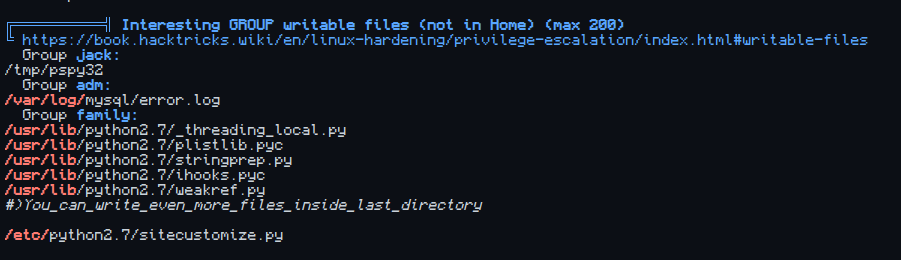 Interesting GROUP writable files (not in Home) (max 200)
https://book.hacktricks.wiki/en/linux-hardening/privilege-escalation/index.html#writable-files
Group jack:
/tmp/pspy32
Group adm:
/var/log/mysql/error.log
Group family:
/usr/lib/python2.7/_threading_local.py
/usr/lib/python2.7/plistlib.pyc
/usr/lib/python2.7/stringprep.py
/usr/lib/python2.7/ihooks.pyc
/usr/lib/python2.7/weakref.py
#)You_can_write_even_more_files_inside_last_directory
/etc/python2.7/sitecustomize.py